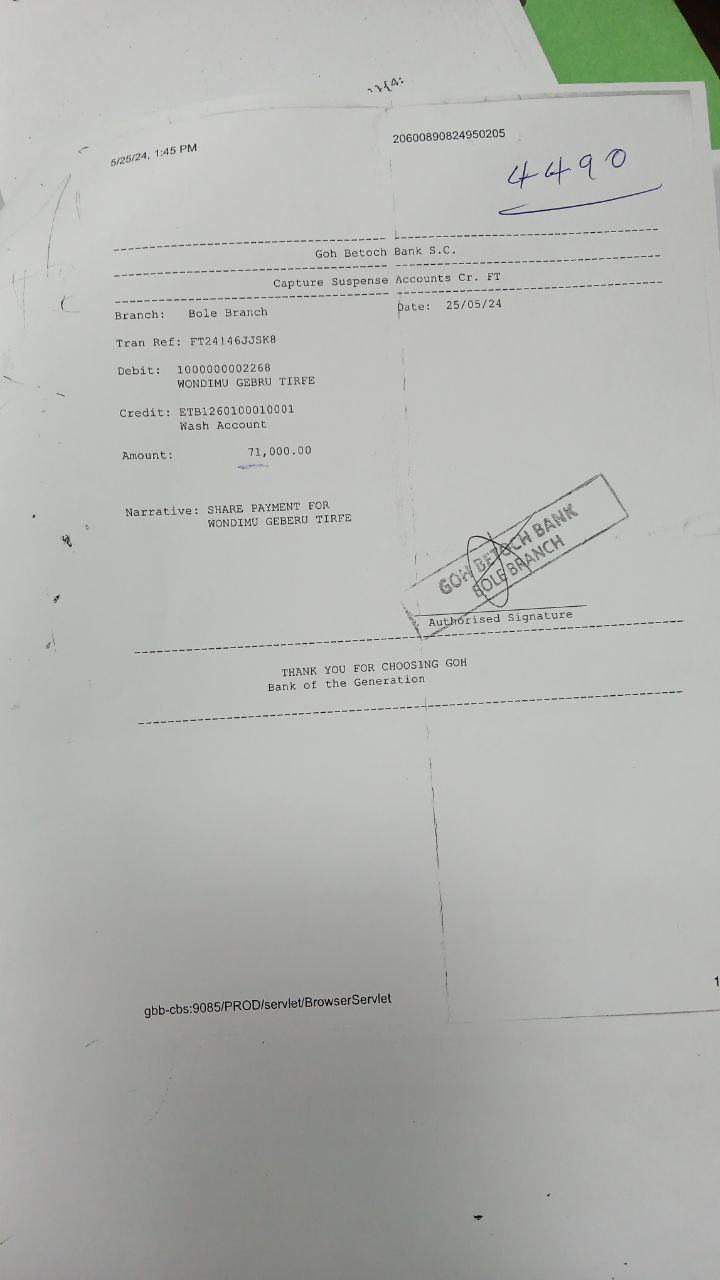 5/25/24, 1:45 PM
20600890824950205
4490
Goh Betoch Bank S.C.
Capture Suspense Accounts Cr. FT
Branch: Bole Branch
Date: 25/05/24
Tran Ref: FT24146JJSK8
Debit: 1000000002268
WONDIMU GEBRU TIRFE
Credit: ETB1260100010001
Wash Account
Amount: 71,000.00
Narrative: SHARE PAYMENT FOR
WONDIMU GEBERU TIRFE
GOH BETOCH BANK
BOLE BRANCH
Authorised Signature
THANK YOU FOR CHOOSING GOH
Bank of the Generation
gbb-cbs:9085/PROD/servlet/BrowserServlet
1